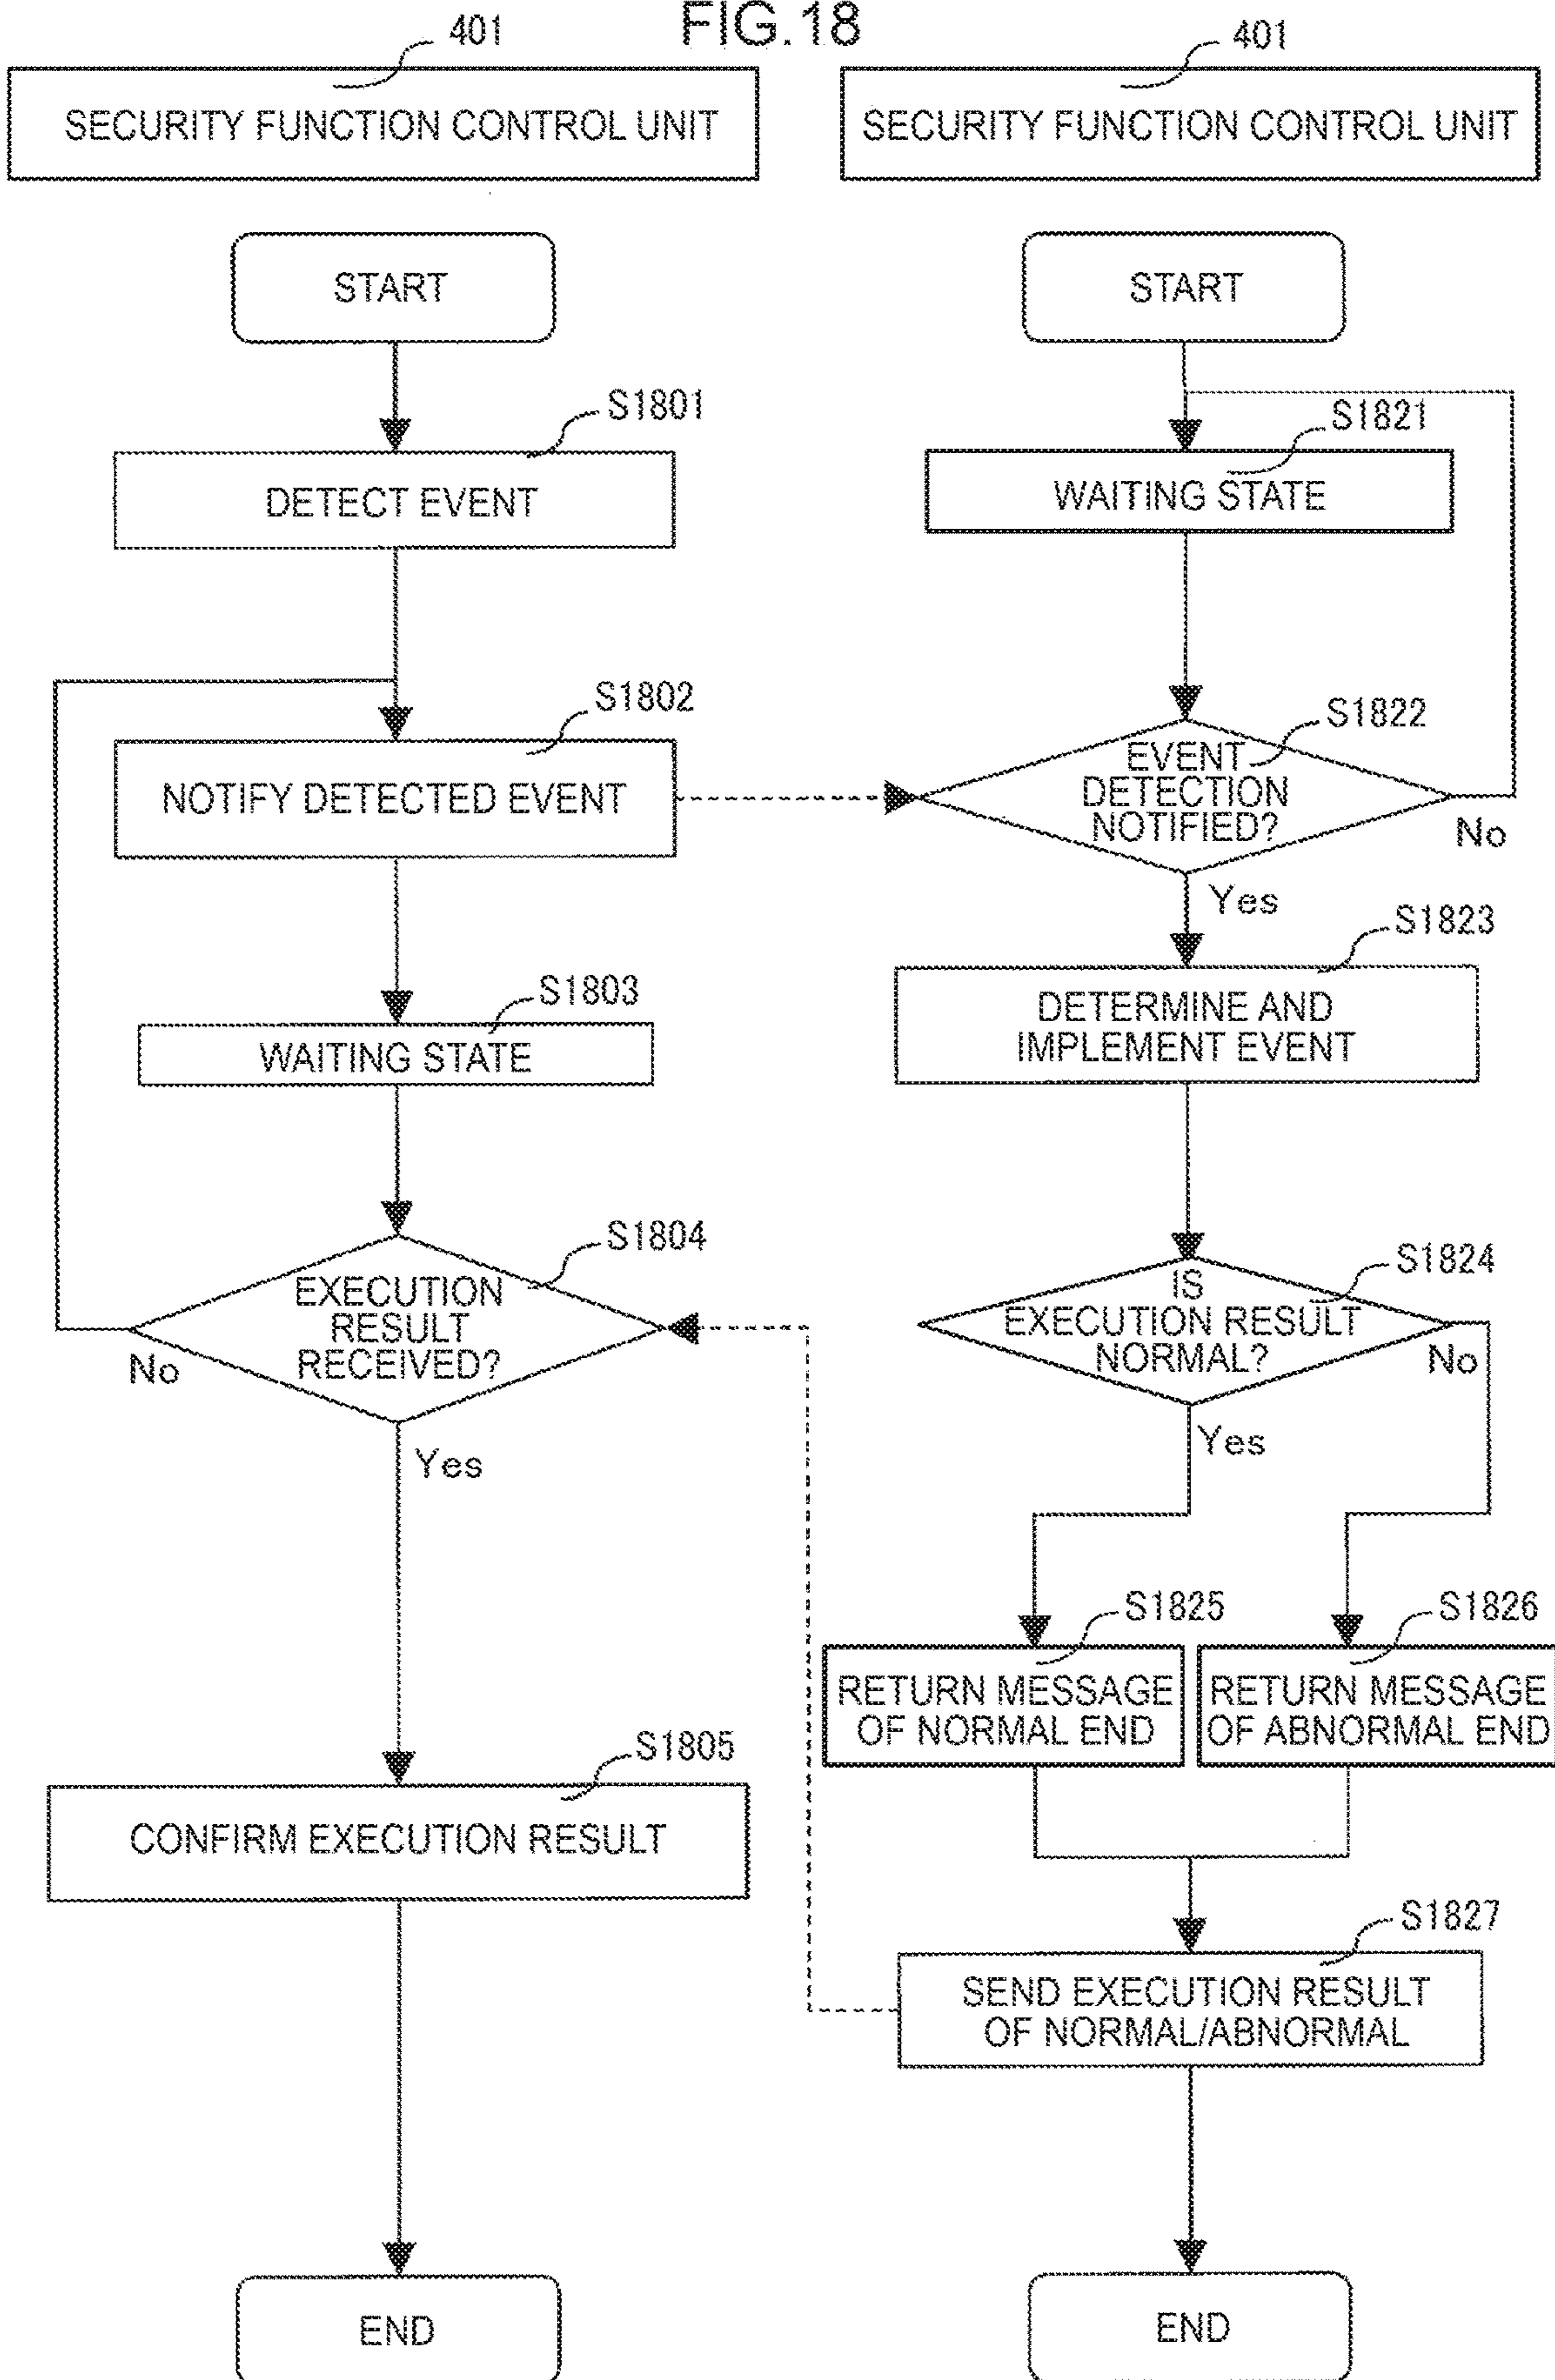 FIG.18
401
SECURITY FUNCTION CONTROL UNIT
START
S1801
DETECT EVENT
S1802
NOTIFY DETECTED EVENT
S1803
WAITING STATE
S1804
EXECUTION
RESULT
RECEIVED?
No
Yes
S1805
CONFIRM EXECUTION RESULT
END
401
SECURITY FUNCTION CONTROL UNIT
START
S1821
WAITING STATE
S1822
EVENT
DETECTION
NOTIFIED?
No
Yes
S1823
DETERMINE AND
IMPLEMENT EVENT
S1824
IS
EXECUTION RESULT
NORMAL?
No
Yes
S1825
RETURN MESSAGE
OF NORMAL END
S1826
RETURN MESSAGE
OF ABNORMAL END
S1827
SEND EXECUTION RESULT
OF NORMAL/ABNORMAL
END